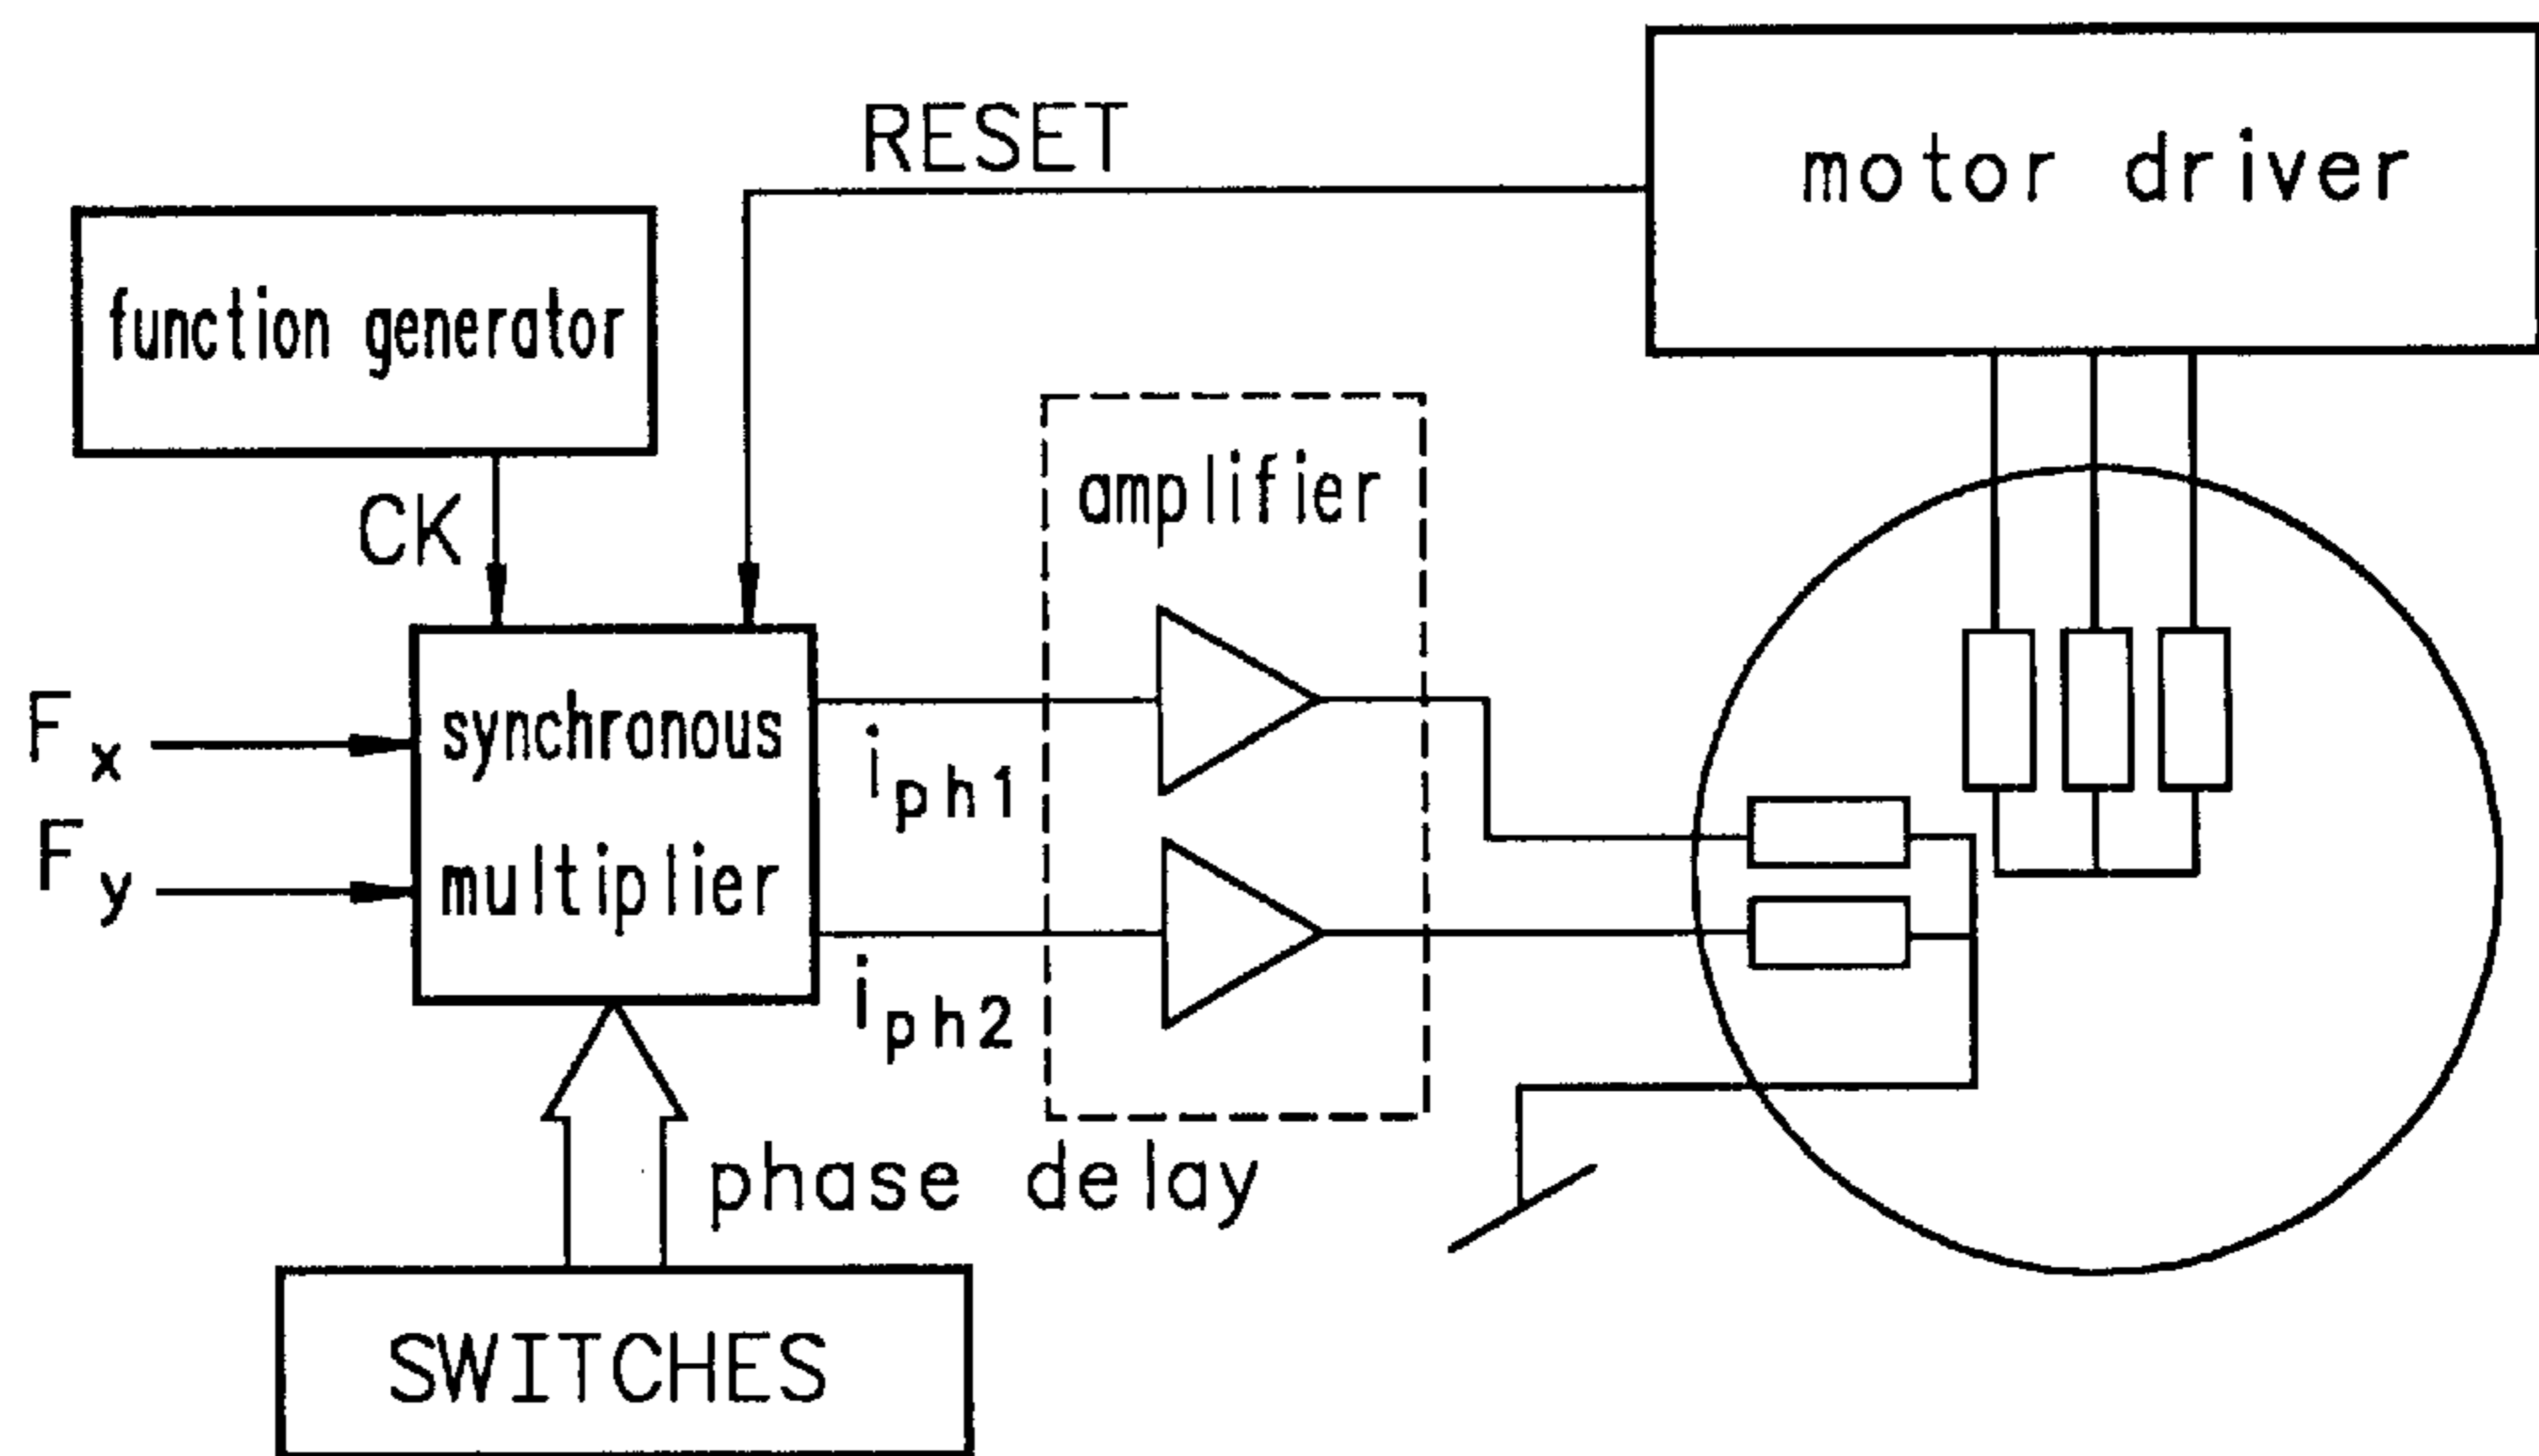 RESET
motor driver
function generator
CK
amplifier
F x
F y
synchronous
multiplier
i ph1
i ph2
phase delay
SWITCHES